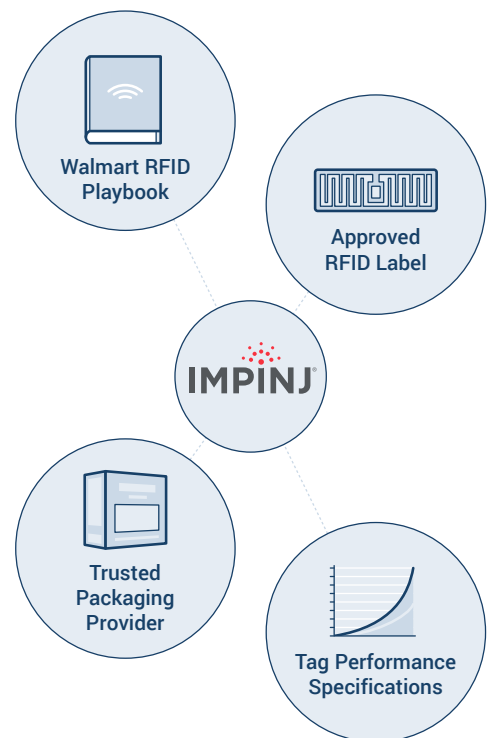 Walmart RFID
Playbook
Approved
RFID Label
IMPINJ
Trusted
Packaging
Provider
Tag Performance
Specifications